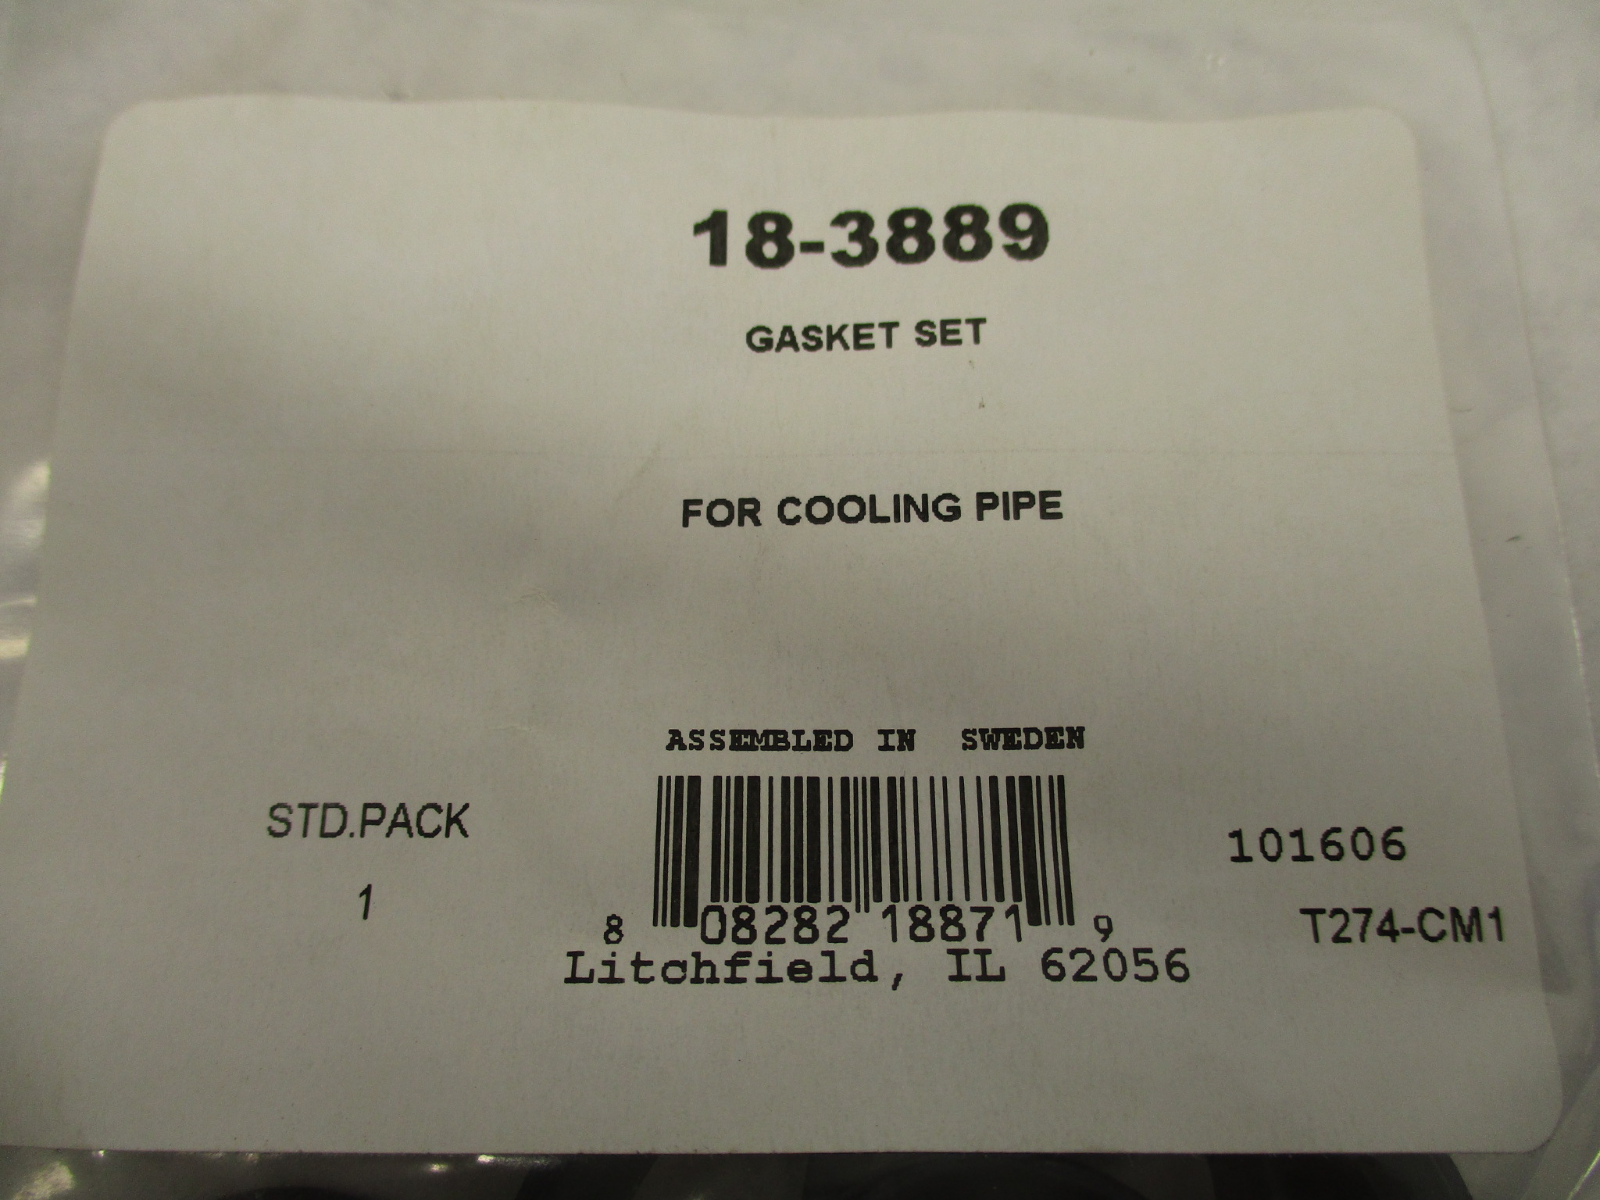 18-3889
GASKET SET
FOR COOLING PIPE
ASSEMBLED IN SWEDEN
STD.PACK
1
8 08282 18871 9
Litchfield, IL 62056
101606
T274-CM1